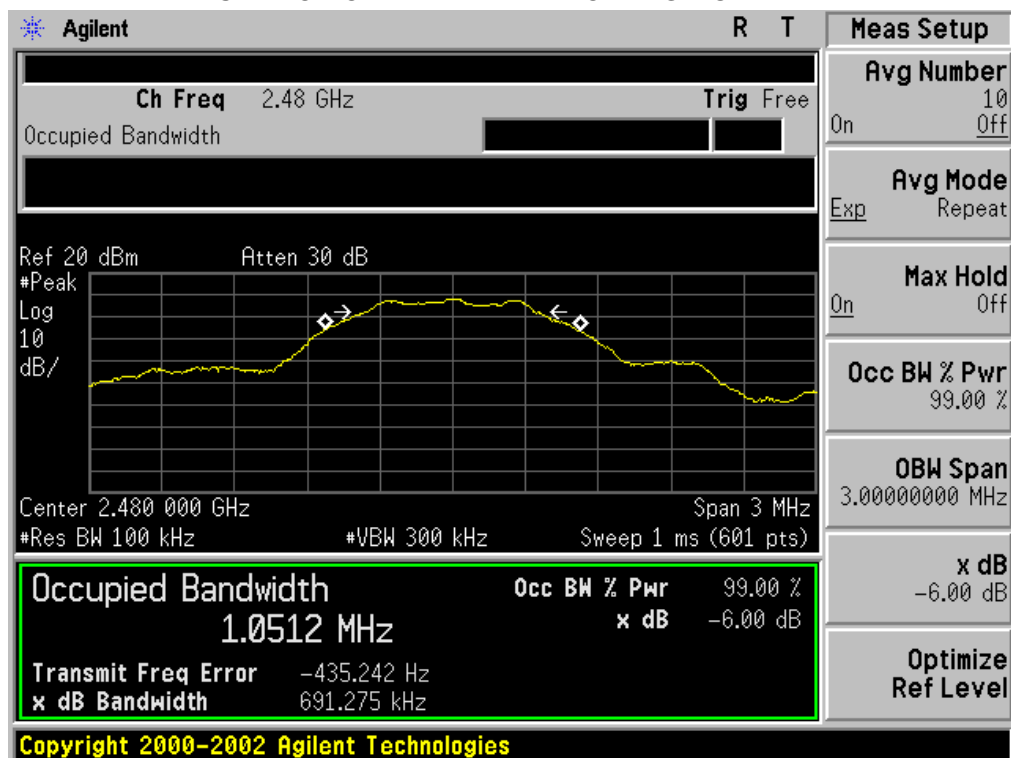 Agilent R T Meas Setup
Ch Freq 2.48 GHz Trig Free
Occupied Bandwidth
Avg Number
10
On Off
Avg Mode
Exp Repeat
Max Hold
On Off
Occ BW % Pwr
99.00 %
OBW Span
3.00000000 MHz
x dB
-6.00 dB
Optimize
Ref Level
Ref 20 dBm Atten 30 dB
#Peak
Log
10
dB/
Center 2.480 000 GHz Span 3 MHz
#Res BW 100 kHz #VBW 300 kHz Sweep 1 ms (601 pts)
Occupied Bandwidth Occ BW % Pwr 99.00 %
1.0512 MHz x dB -6.00 dB
Transmit Freq Error -435.242 Hz
x dB Bandwidth 691.275 kHz
Copyright 2000-2002 Agilent Technologies